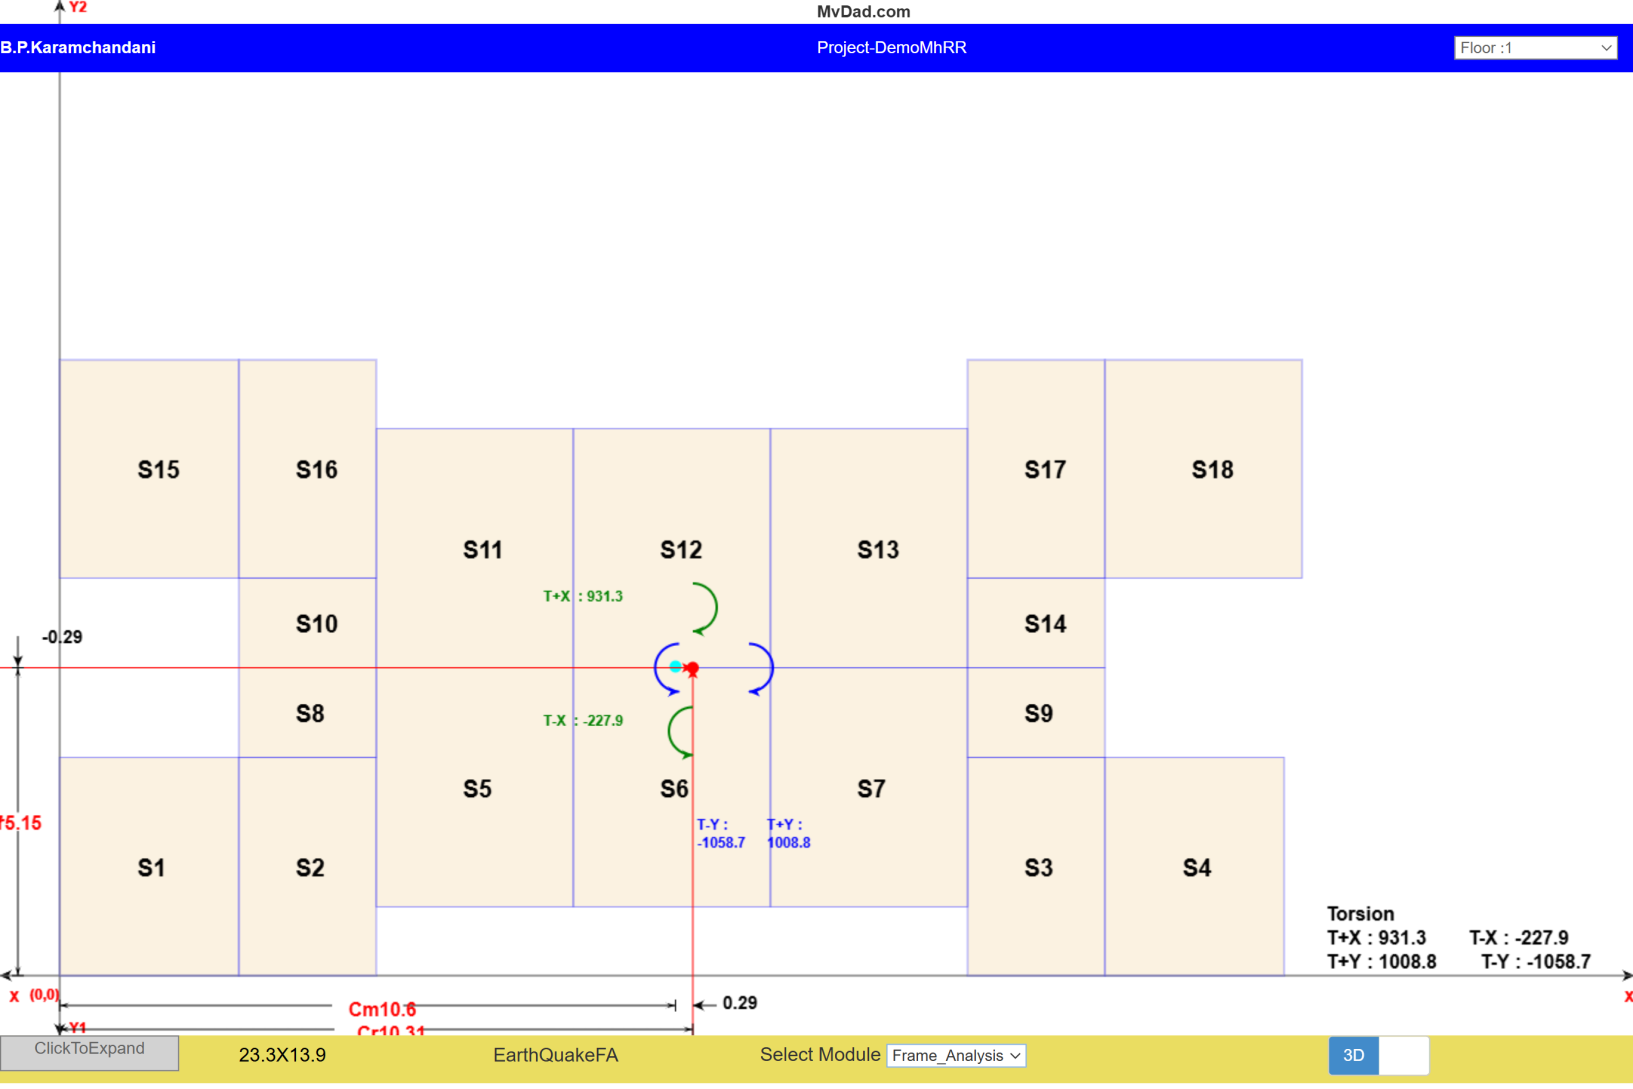 Y2
MvDad.com
B.P.Karamchandani
Project-DemoMhRR
Floor :1
S15
S16
S17
S18
S11
S12
S13
T+X : 931.3
S10
S14
-0.29
S8
S9
T-X : -227.9
S5
S6
S7
5.15
T-Y :
-1058.7
T+Y :
1008.8
S1
S2
S3
S4
Torsion
T+X : 931.3 T-X : -227.9
T+Y : 1008.8 T-Y : -1058.7
X (0,0)
X
Cm10.6
0.29
Y1
Cr10.31
ClickToExpand
23.3X13.9
EarthQuakeFA
Select Module Frame_Analysis
3D